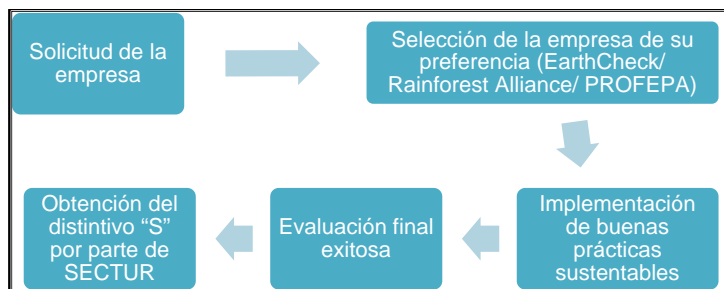 Solicitud de la
empresa
Selección de la empresa de su
preferencia (EarthCheck/
Rainforest Alliance/ PROFEPA)
Implementación
de buenas
prácticas
sustentables
Evaluación final
exitosa
Obtención del
distintivo “S”
por parte de
SECTUR